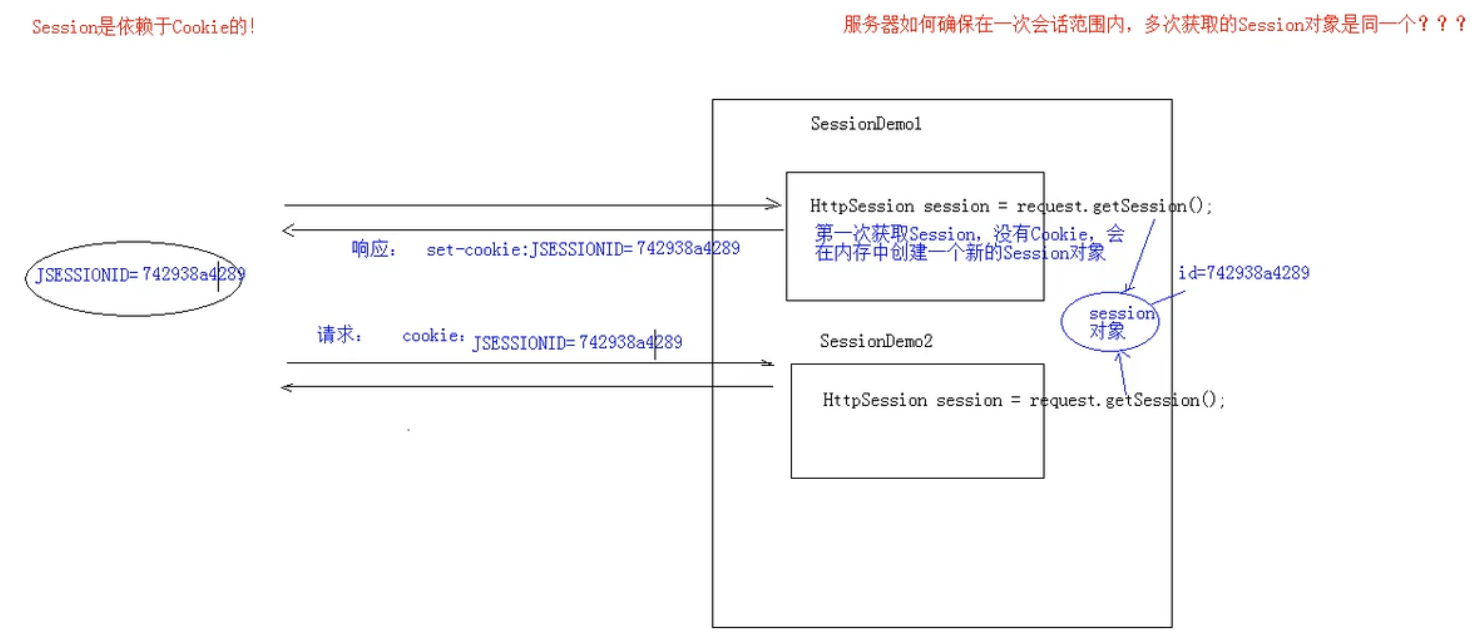 Session是依赖于Cookie的!
服务器如何确保在一次会话范围内，多次获取的Session对象是同一个？？？
SessionDemo1
HttpSession session = request.getSession();
响应： set-cookie:JSESSIONID=742938a4289
第一次获取Session，没有Cookie，会
在内存中创建一个新的Session对象
JSESSIONID=742938a4289
id=742938a4289
session
对象
请求： cookie：JSESSIONID=742938a4289
SessionDemo2
HttpSession session = request.getSession();